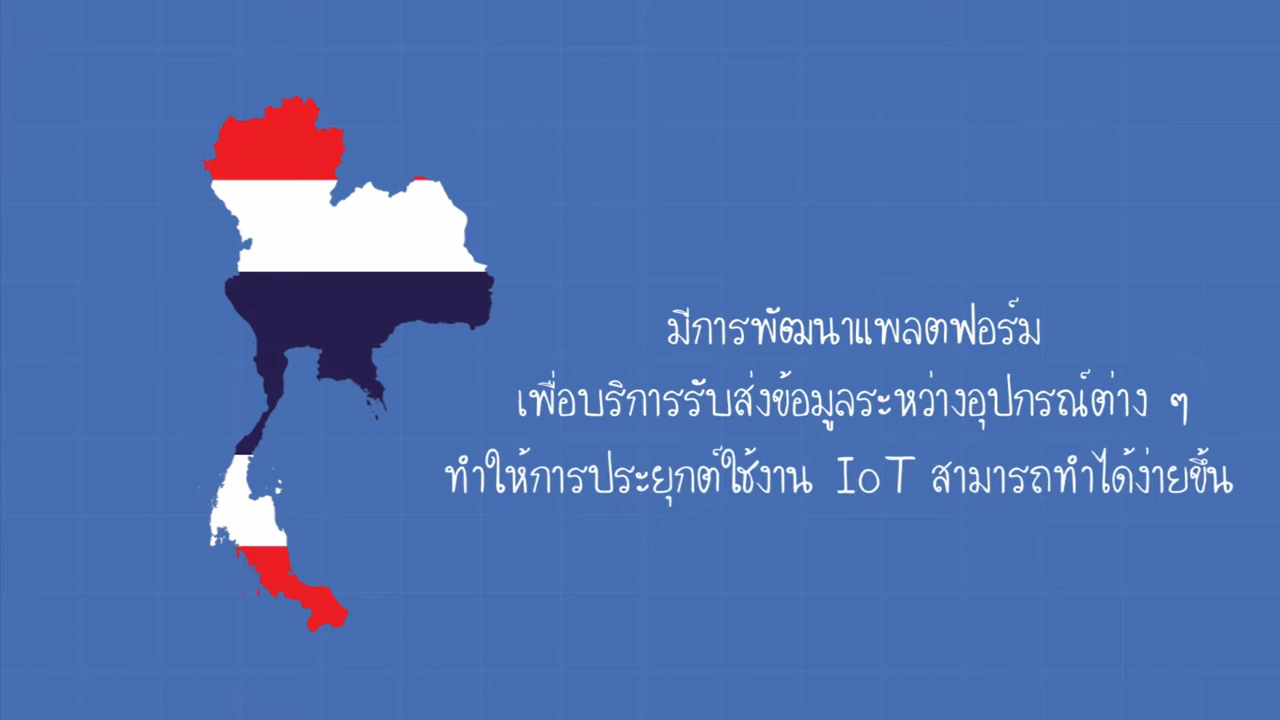 มีการพัฒนาแพลตฟอร์ม
เพื่อบริการรับส่งข้อมูลระหว่างอุปกรณ์ต่าง ๆ
ทำให้การประยุกต์ใช้งาน IoT สามารถทำได้ง่ายขึ้น